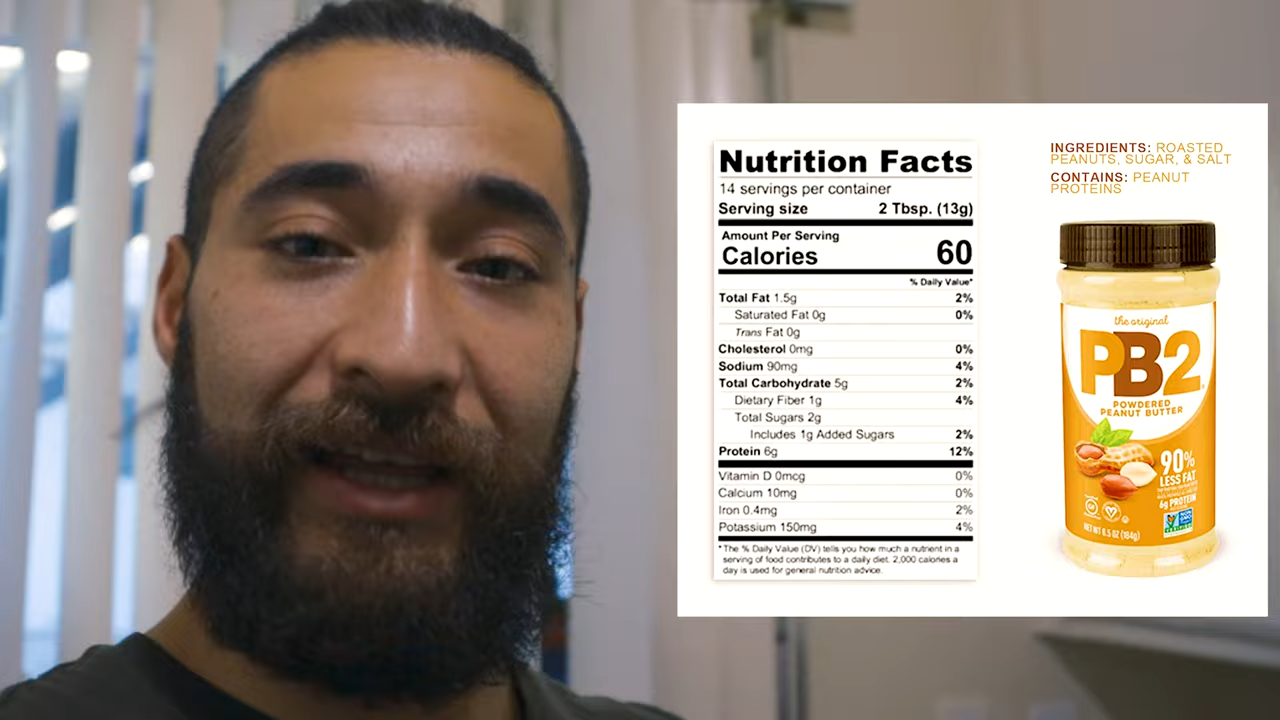 Nutrition Facts
14 servings per container
Serving size 2 Tbsp. (13g)
Amount Per Serving
Calories 60
% Daily Value*
Total Fat 1.5g 2%
Saturated Fat 0g 0%
Trans Fat 0g
Cholesterol 0mg 0%
Sodium 90mg 4%
Total Carbohydrate 5g 2%
Dietary Fiber 1g 4%
Total Sugars 2g
Includes 1g Added Sugars 2%
Protein 6g 12%
Vitamin D 0mcg 0%
Calcium 10mg 0%
Iron 0.4mg 2%
Potassium 150mg 4%
*The % Daily Value (DV) tells you how much a nutrient in a
serving of food contributes to a daily diet. 2,000 calories a
day is used for general nutrition advice.
INGREDIENTS: ROASTED
PEANUTS, SUGAR, & SALT
CONTAINS: PEANUT
PROTEINS
the original
PB2
POWDERED
PEANUT BUTTER
90%
LESS FAT
6g PROTEIN
NET WT 6.5 OZ (184g)